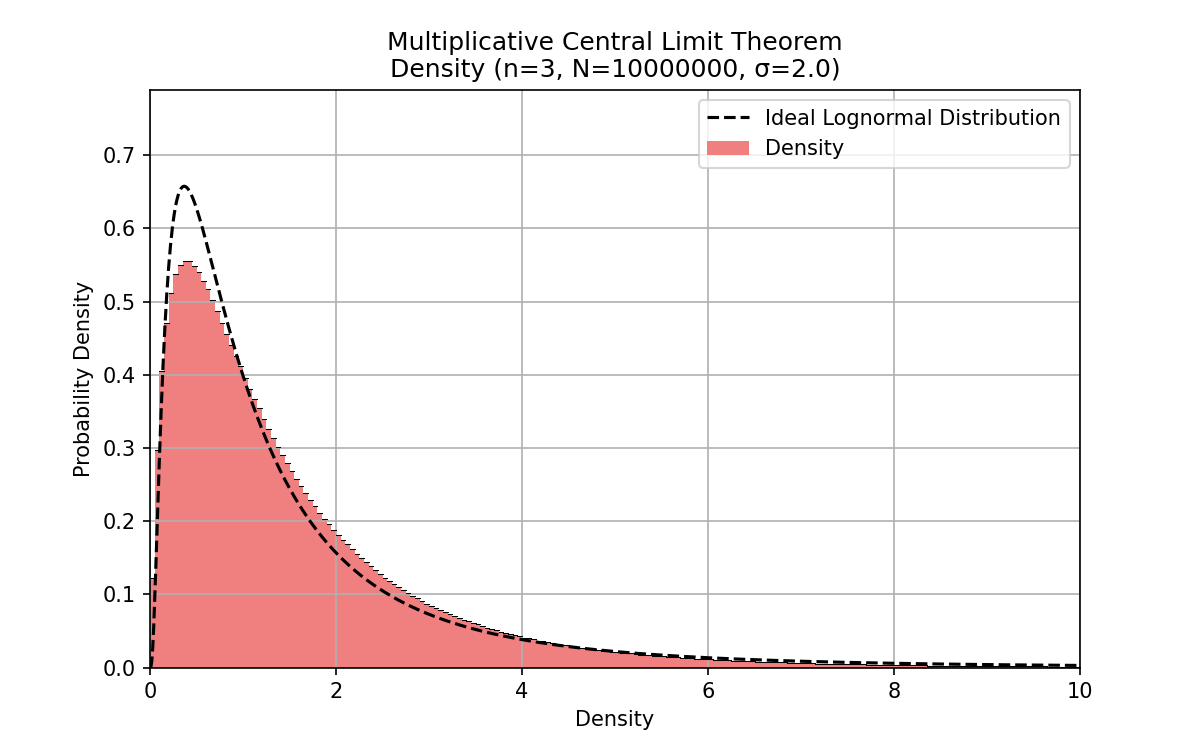 Multiplicative Central Limit Theorem
Density (n=3, N=10000000, σ=2.0)
Ideal Lognormal Distribution
Density
Probability Density
0.7
0.6
0.5
0.4
0.3
0.2
0.1
0.0
0 2 4 6 8 10
Density